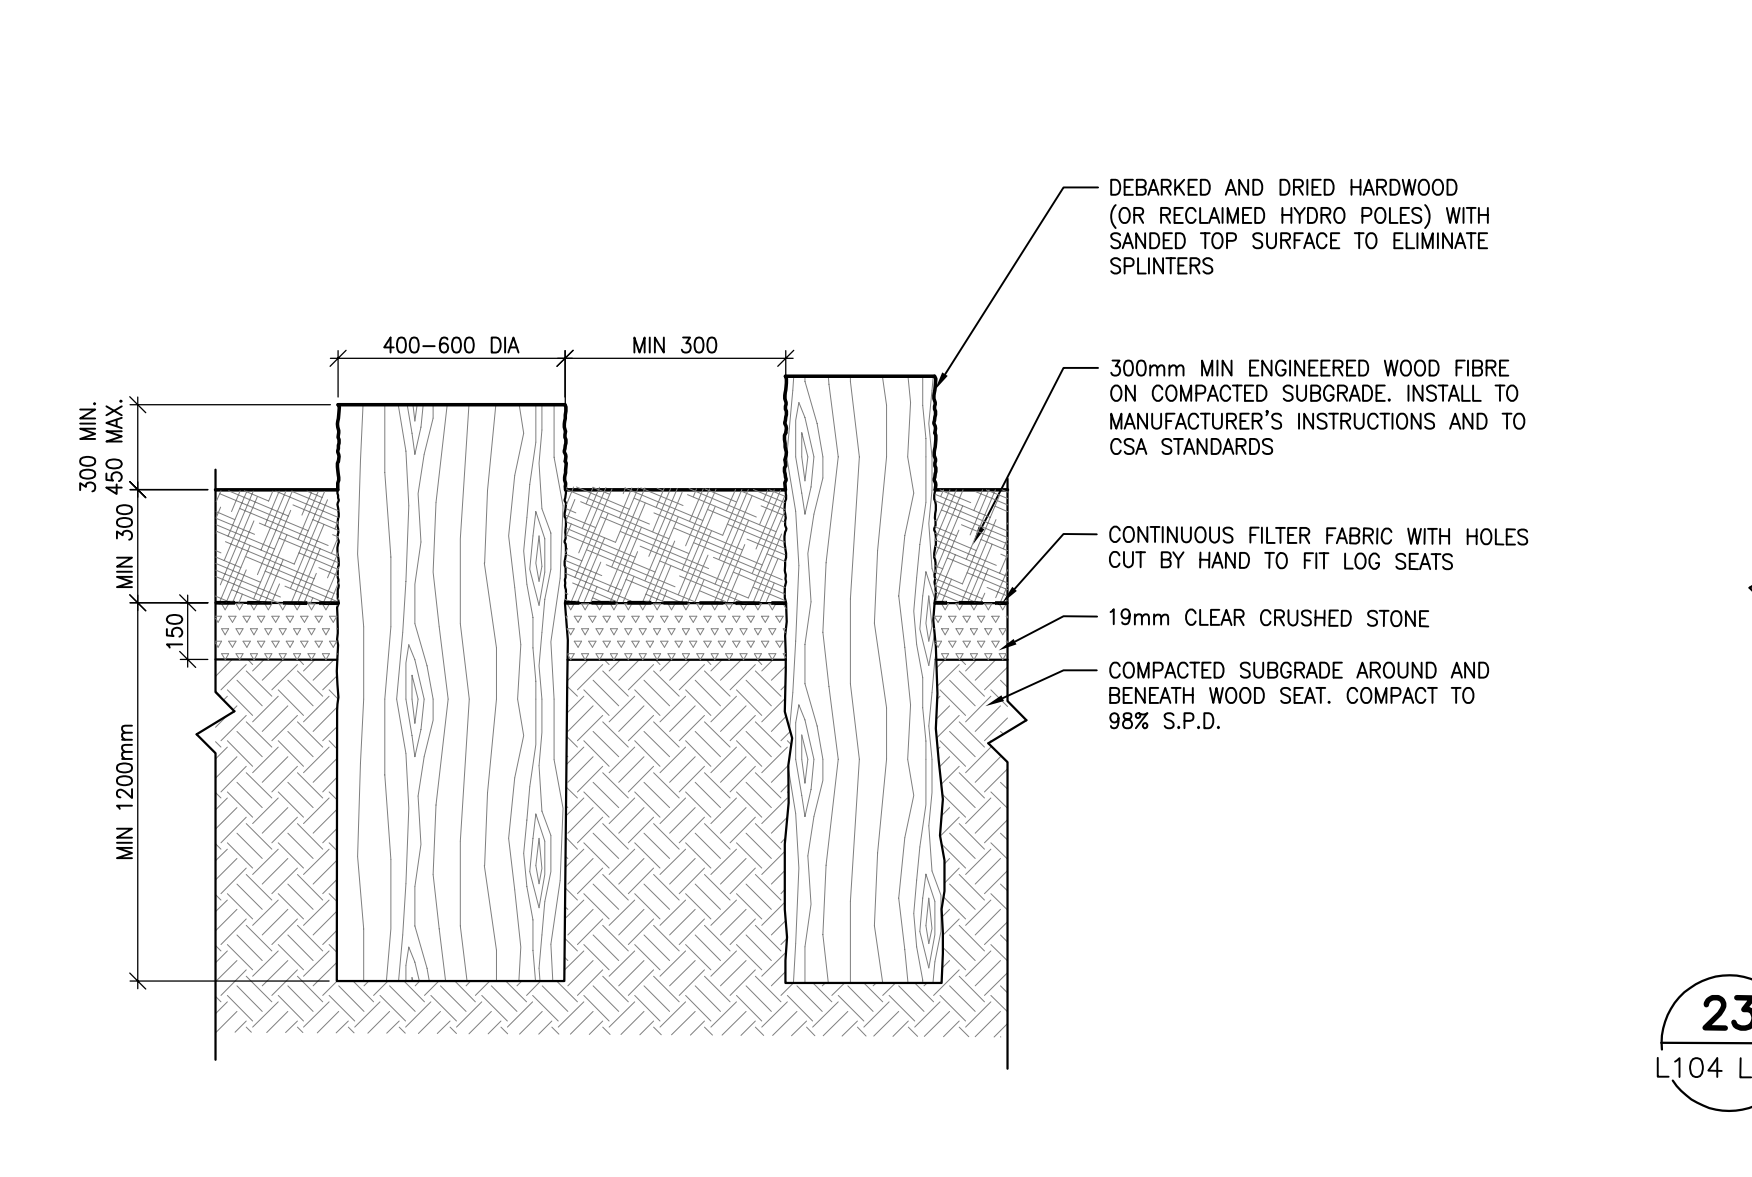 DEBARKED AND DRIED HARDWOOD
(OR RECLAIMED HYDRO POLES) WITH
SANDED TOP SURFACE TO ELIMINATE
SPLINTERS
400-600 DIA
MIN 300
300mm MIN ENGINEERED WOOD FIBRE
ON COMPACTED SUBGRADE. INSTALL TO
MANUFACTURER'S INSTRUCTIONS AND TO
CSA STANDARDS
300 MIN.
450 MAX.
MIN 300
CONTINUOUS FILTER FABRIC WITH HOLES
CUT BY HAND TO FIT LOG SEATS
150
19mm CLEAR CRUSHED STONE
COMPACTED SUBGRADE AROUND AND
BENEATH WOOD SEAT. COMPACT TO
98% S.P.D.
MIN 1200mm
23
L104 L